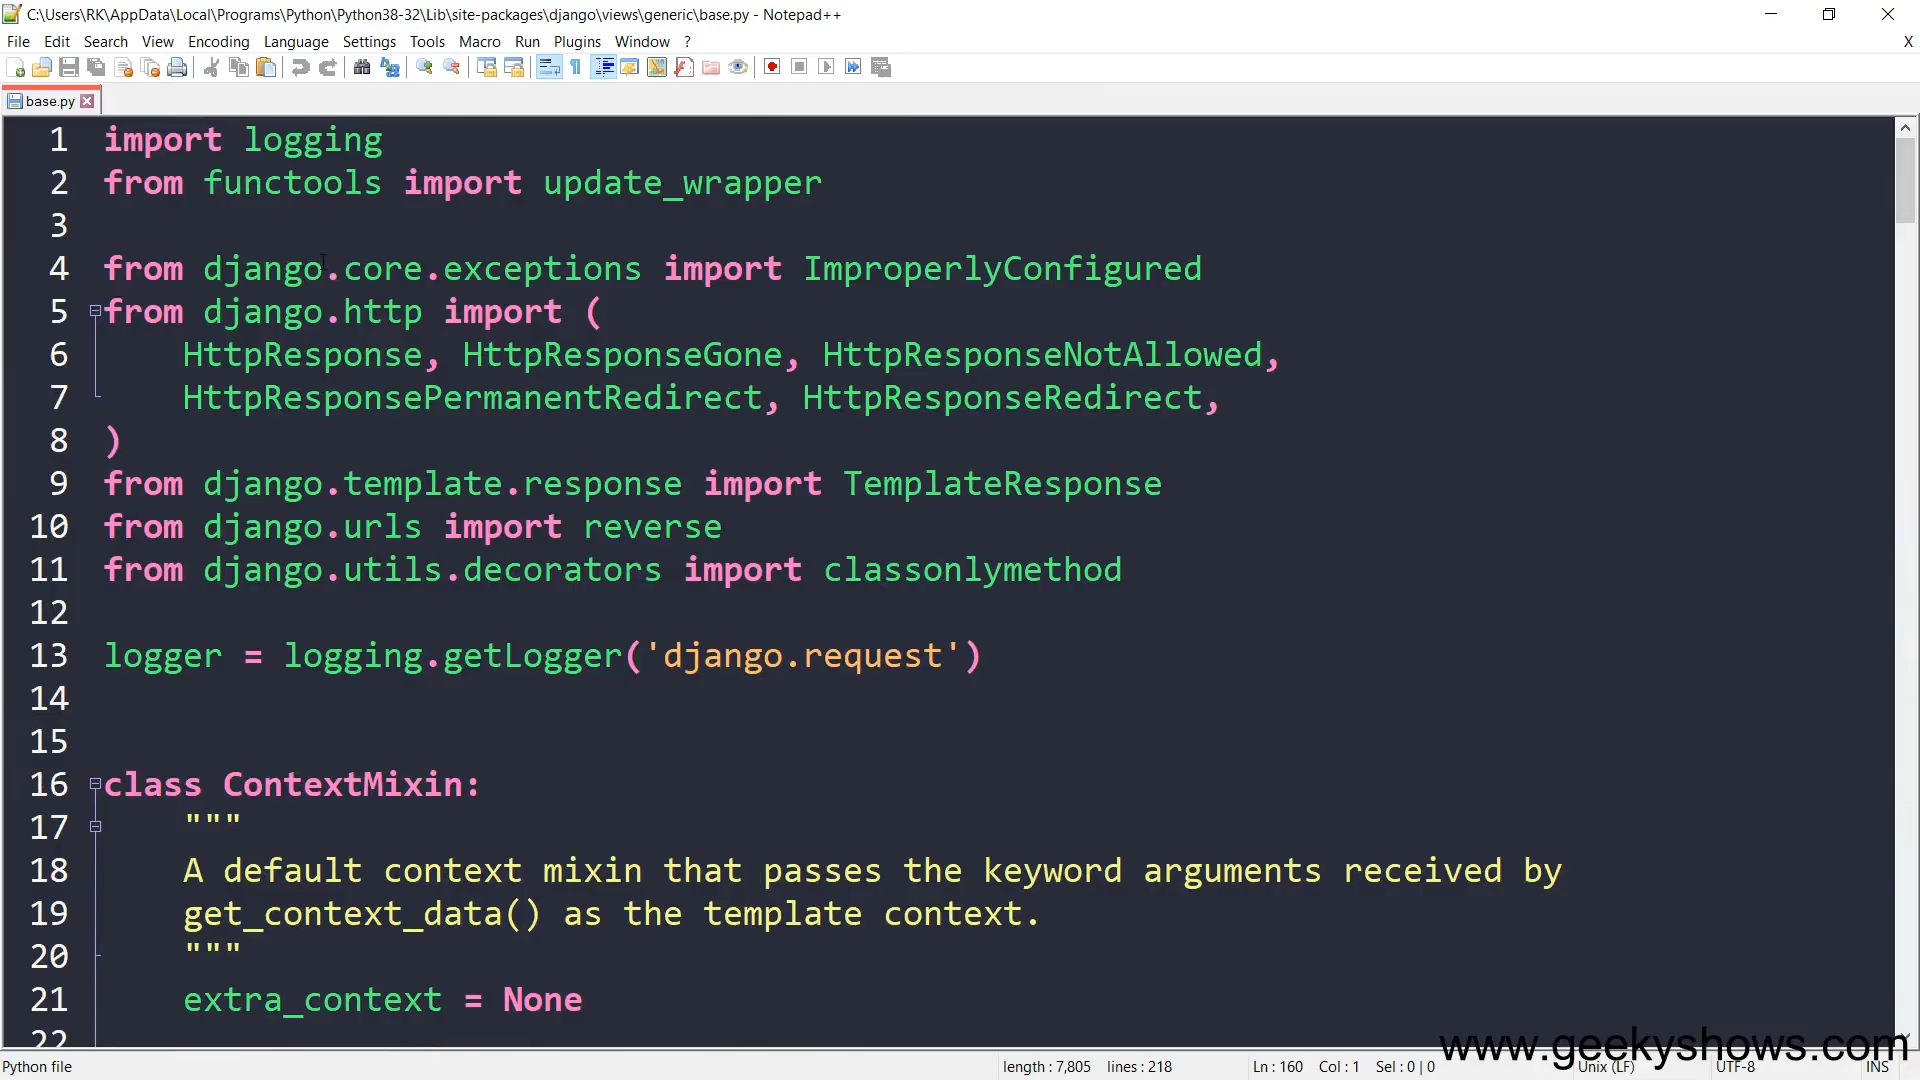 C:\Users\RK\AppData\Local\Programs\Python\Python38-32\Lib\site-packages\django\views\generic\base.py - Notepad++
File Edit Search View Encoding Language Settings Tools Macro Run Plugins Window ? X
base.py
1 import logging
2 from functools import update_wrapper
3
4 from django.core.exceptions import ImproperlyConfigured
5 from django.http import (
6     HttpResponse, HttpResponseGone, HttpResponseNotAllowed,
7     HttpResponsePermanentRedirect, HttpResponseRedirect,
8 )
9 from django.template.response import TemplateResponse
10 from django.urls import reverse
11 from django.utils.decorators import classonlymethod
12
13 logger = logging.getLogger('django.request')
14
15
16 class ContextMixin:
17     """
18     A default context mixin that passes the keyword arguments received by
19     get_context_data() as the template context.
20     """
21     extra_context = None
22
www.geekyshows.com
Python file length : 7,805 lines : 218 Ln : 160 Col : 1 Sel : 0 | 0 Unix (LF) UTF-8 INS